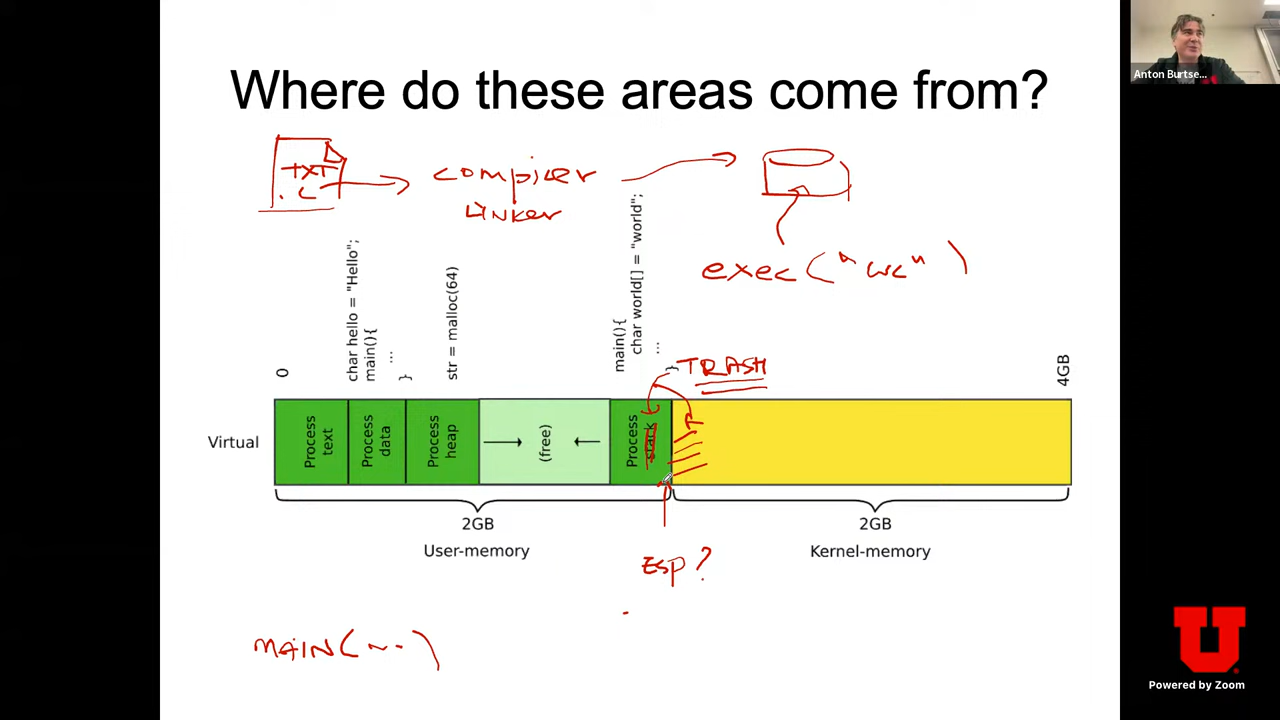 Anton Burtse...
Where do these areas come from?
TXT
.C
compiler
Linker
exec("wc")
char hello = "Hello";
main(){
...
}
str = malloc(64)
main(){
char world[] = "world";
...
}
TRASH
0
4GB
Virtual
Process
text
Process
data
Process
heap
(free)
Process
stack
2GB
User-memory
2GB
Kernel-memory
ESP?
MAIN(~..)
U
Powered by Zoom